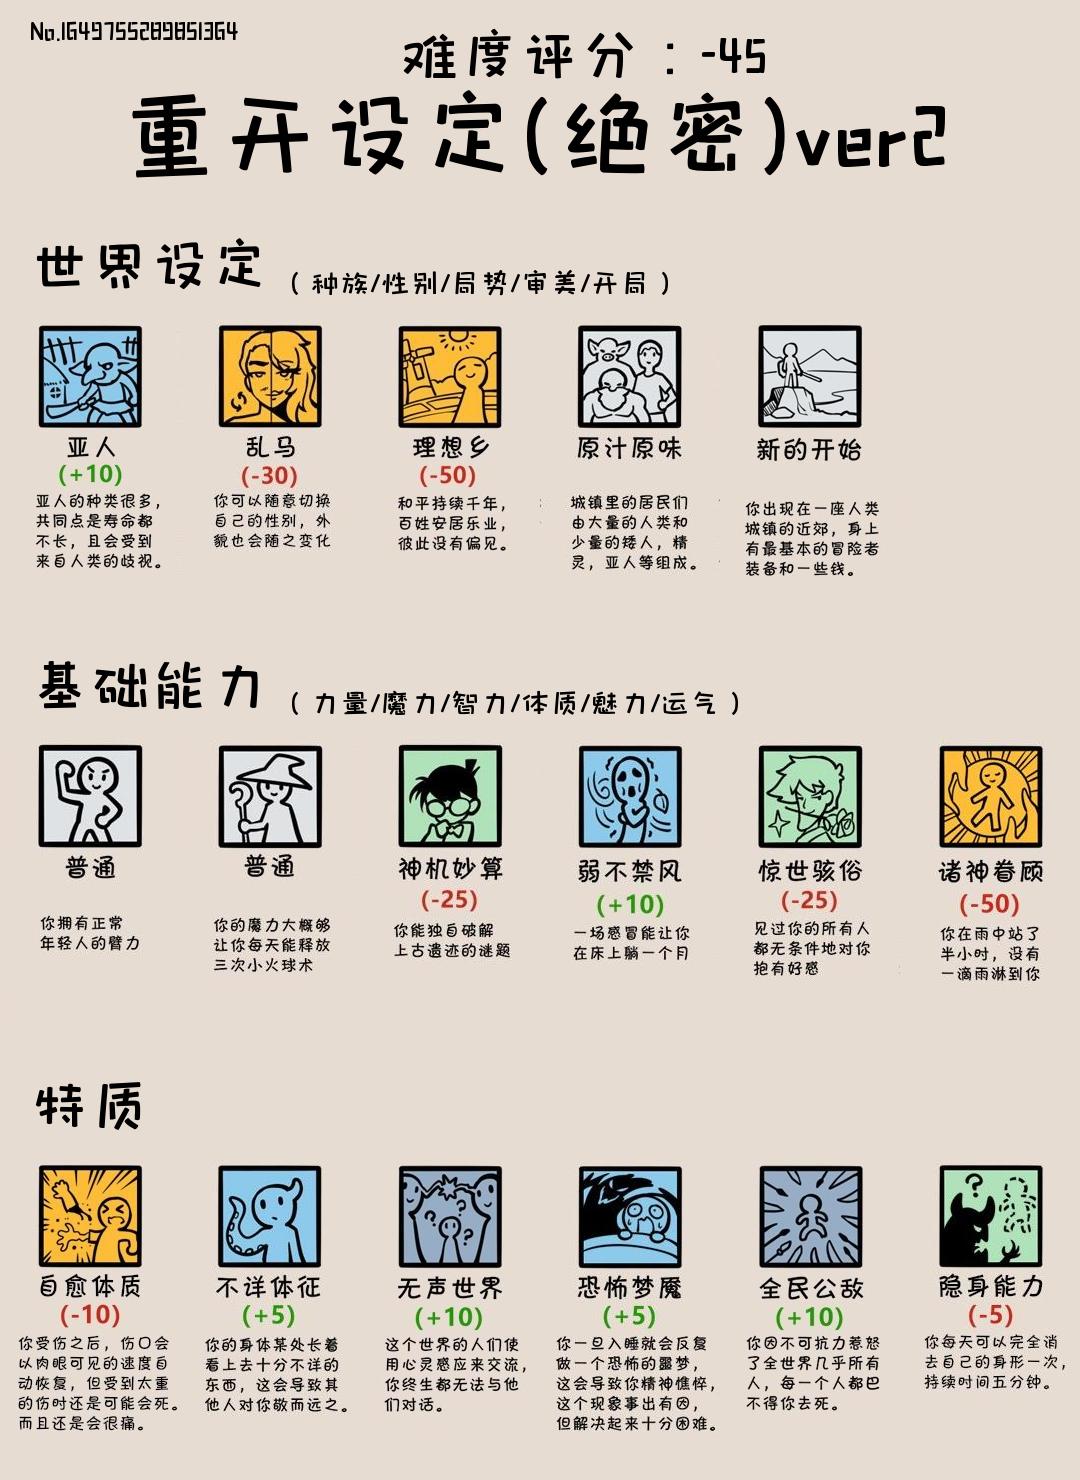 No.1649755289851364
难度评分：-45
重开设定(绝密)ver2
世界设定 ( 种族/性别/局势/审美/开局 )
亚人
(+10)
亚人的种类很多，
共同点是寿命都
不长，且会受到
来自人类的歧视。
乱马
(-30)
你可以随意切换
自己的性别，外
貌也会随之变化
理想乡
(-50)
和平持续千年，
百姓安居乐业，
彼此没有偏见。
原汁原味
城镇里的居民们
由大量的人类和
少量的矮人，精
灵，亚人等组成。
新的开始
你出现在一座人类
城镇的近郊，身上
有最基本的冒险者
装备和一些钱。
基础能力 ( 力量/魔力/智力/体质/魅力/运气 )
普通
你拥有正常
年轻人的臂力
普通
你的魔力大概够
让你每天能释放
三次小火球术
神机妙算
(-25)
你能独自破解
上古遗迹的谜题
弱不禁风
(+10)
一场感冒能让你
在床上躺一个月
惊世骇俗
(-25)
见过你的所有人
都无条件地对你
抱有好感
诸神眷顾
(-50)
你在雨中站了
半小时，没有
一滴雨淋到你
特质
自愈体质
(-10)
你受伤之后，伤口会
以肉眼可见的速度自
动恢复，但受到太重
的伤时还是可能会死。
而且还是会很痛。
不详体征
(+5)
你的身体某处长着
看上去十分不详的
东西，这会导致其
他人对你敬而远之。
无声世界
(+10)
这个世界的人们使
用心灵感应来交流，
你终生都无法与他
们对话。
恐怖梦魇
(+5)
你一旦入睡就会反复
做一个恐怖的噩梦，
这会导致你精神憔悴，
这个现象事出有因，
但解决起来十分困难。
全民公敌
(+10)
你因不可抗力惹怒
了全世界几乎所有
人，每一个人都巴
不得你去死。
隐身能力
(-5)
你每天可以完全消
去自己的身形一次，
持续时间五分钟。